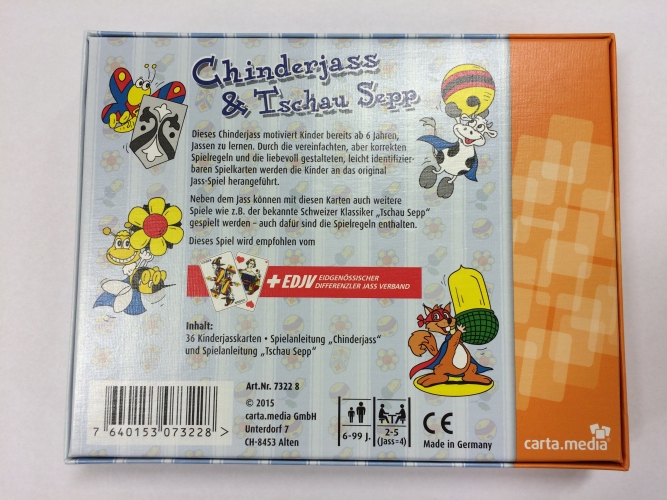 Chinderjass
& Tschau Sepp
Dieses Chinderjass motiviert Kinder bereits ab 6 Jahren,
Jassen zu lernen. Durch die vereinfachten, aber korrekten
Spielregeln und die liebevoll gestalteten, leicht identifizier-
baren Spielkarten werden die Kinder an das original
Jass-Spiel herangeführt.
Neben dem Jass können mit diesen Karten auch weitere
Spiele wie z.B. der bekannte Schweizer Klassiker „Tschau Sepp"
gespielt werden – auch dafür sind die Spielregeln enthalten.
Dieses Spiel wird empfohlen vom
EDJV EIDGENÖSSISCHER
DIFFERENZLER JASS VERBAND
Inhalt:
36 Kinderjasskarten • Spielanleitung „Chinderjass"
und Spielanleitung „Tschau Sepp"
Art.Nr. 7322 8
© 2015
carta.media GmbH
Unterdorf 7
CH-8453 Alten
7 640153 073228 >
6-99 J.
2-5
(Jass=4)
CE
Made in Germany
carta.media